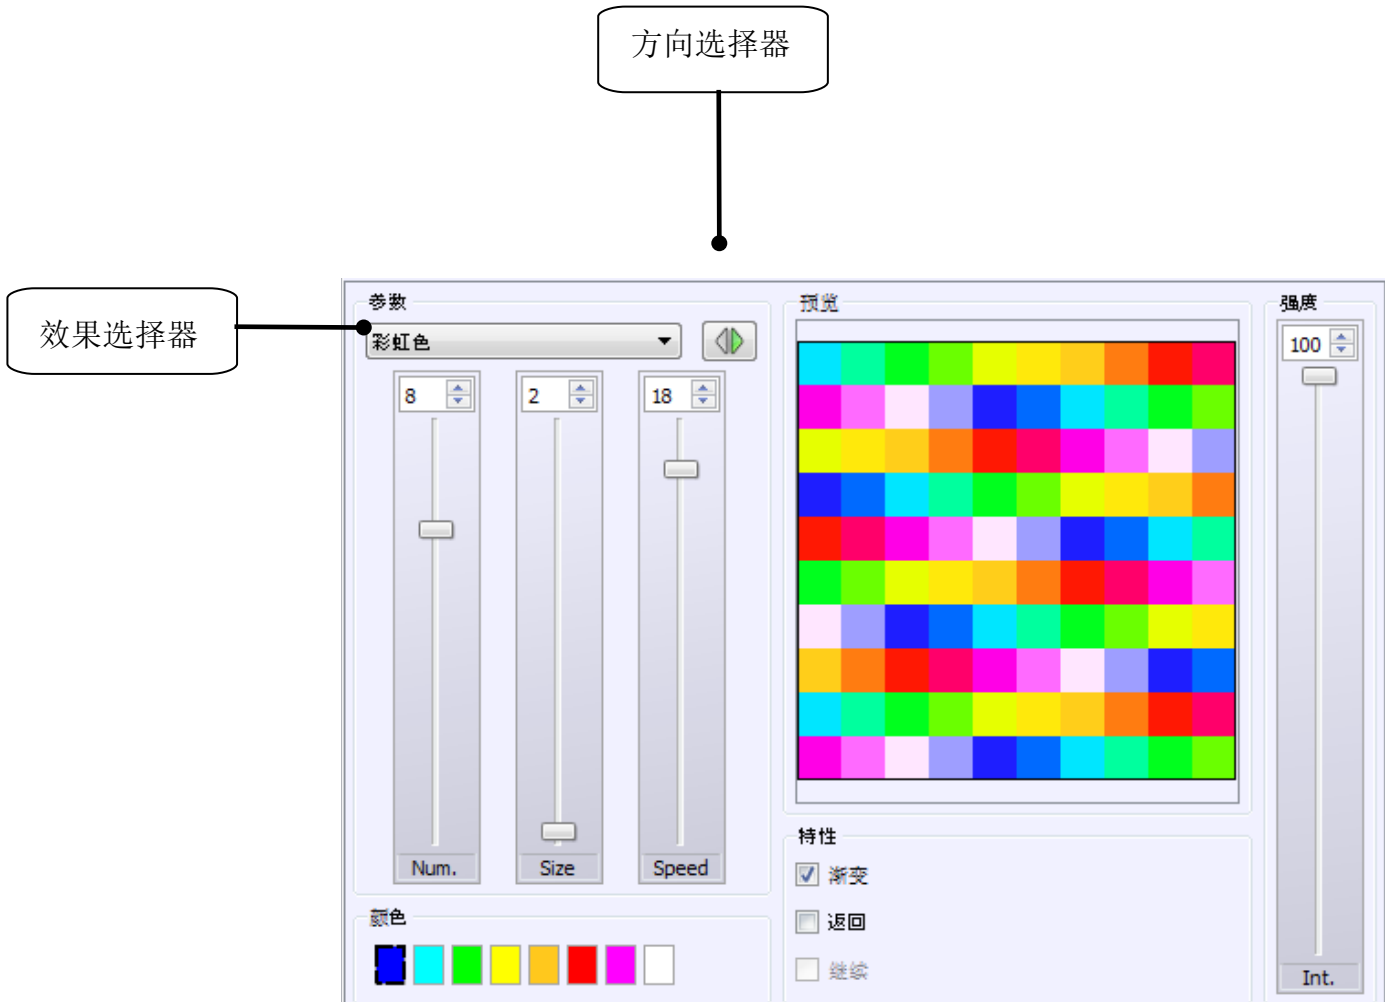 方向选择器
效果选择器
参数
彩虹色
8
2
18
Num.
Size
Speed
颜色
预览
特性
渐变
返回
继续
强度
100
Int.